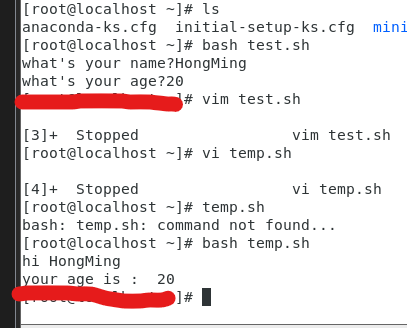 [root@localhost ~]# ls
anaconda-ks.cfg  initial-setup-ks.cfg  mini
[root@localhost ~]# bash test.sh
what's your name?HongMing
what's your age?20
]# vim test.sh
[3]+  Stopped                 vim test.sh
[root@localhost ~]# vi temp.sh
[4]+  Stopped                 vi temp.sh
[root@localhost ~]# temp.sh
bash: temp.sh: command not found...
[root@localhost ~]# bash temp.sh
hi HongMing
your age is :  20
]#